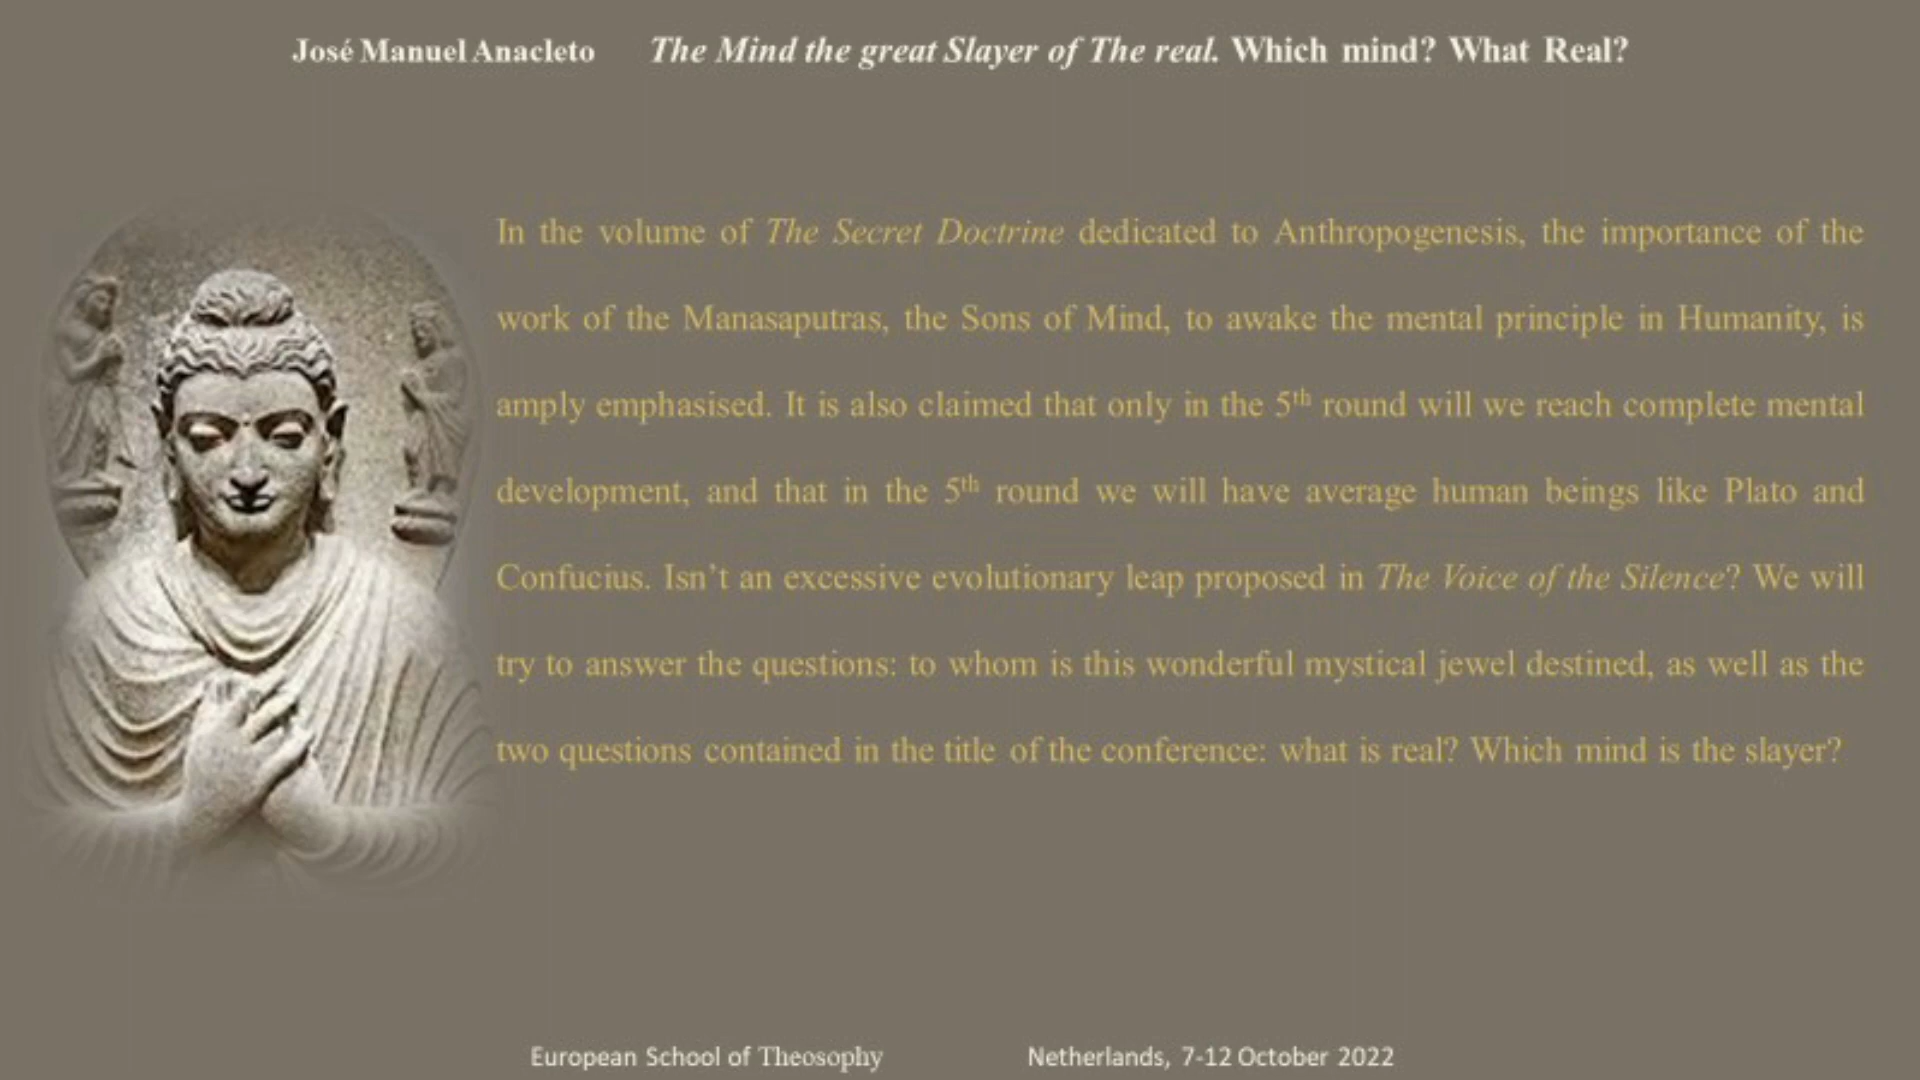 José Manuel Anacleto The Mind the great Slayer of The real. Which mind? What Real?
In the volume of The Secret Doctrine dedicated to Anthropogenesis, the importance of the
work of the Manasaputras, the Sons of Mind, to awake the mental principle in Humanity, is
amply emphasised. It is also claimed that only in the 5th round will we reach complete mental
development, and that in the 5th round we will have average human beings like Plato and
Confucius. Isn’t an excessive evolutionary leap proposed in The Voice of the Silence? We will
try to answer the questions: to whom is this wonderful mystical jewel destined, as well as the
two questions contained in the title of the conference: what is real? Which mind is the slayer?
European School of Theosophy Netherlands, 7-12 October 2022